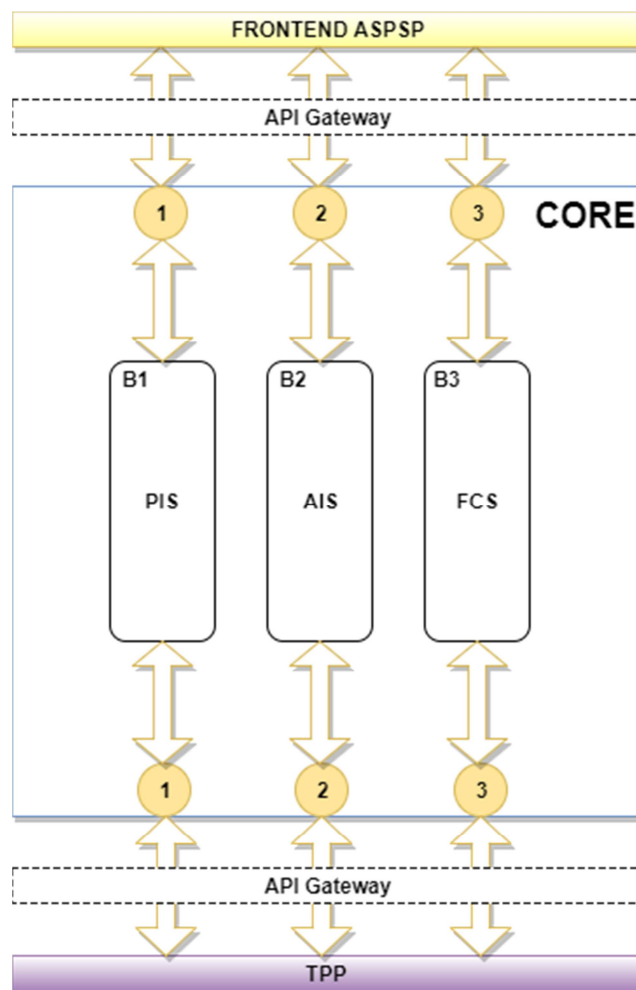 FRONTEND ASPSP
API Gateway
1
2
3
CORE
B1
B2
B3
PIS
AIS
FCS
1
2
3
API Gateway
TPP